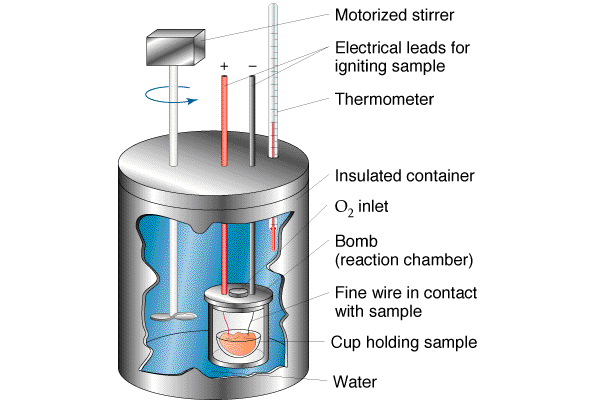 Motorized stirrer
+ −
Electrical leads for
igniting sample
Thermometer
Insulated container
O₂ inlet
Bomb
(reaction chamber)
Fine wire in contact
with sample
Cup holding sample
Water